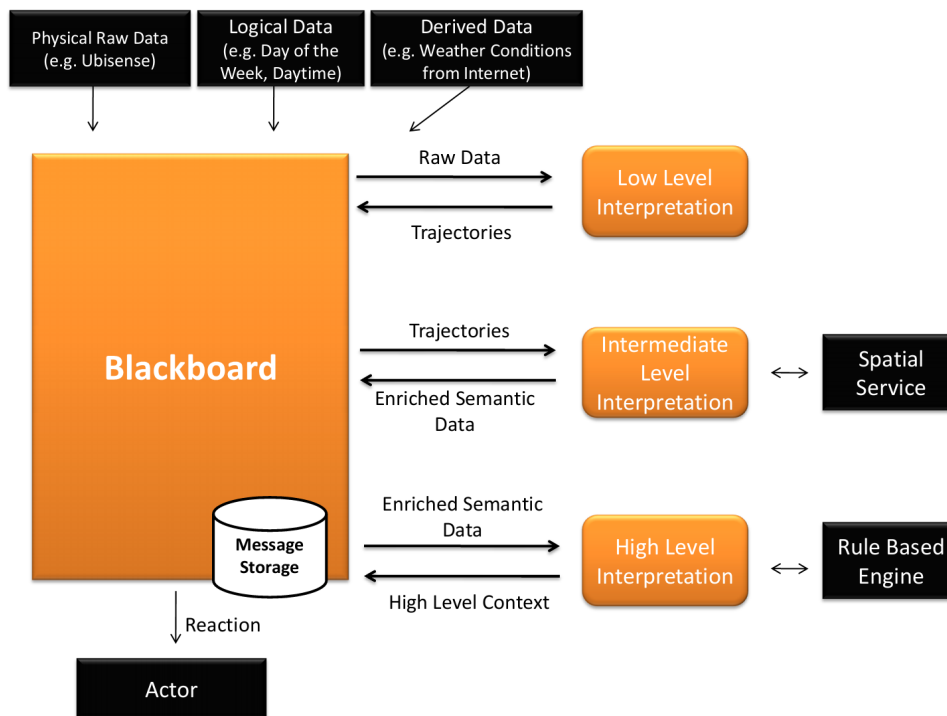 Physical Raw Data
(e.g. Ubisense)
Logical Data
(e.g. Day of the
Week, Daytime)
Derived Data
(e.g. Weather Conditions
from Internet)
Raw Data
Trajectories
Low Level
Interpretation
Blackboard
Trajectories
Enriched Semantic
Data
Intermediate
Level
Interpretation
Spatial
Service
Message
Storage
Enriched Semantic
Data
High Level Context
High Level
Interpretation
Rule Based
Engine
Reaction
Actor